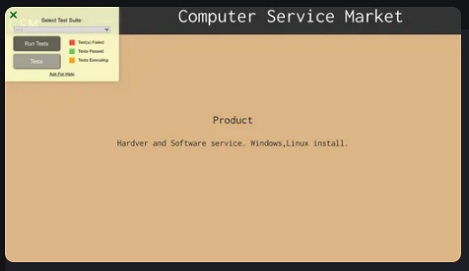 Computer Service Market
Select Test Suite:
Run Tests
Test(s) Failed
Tests Passed
Tests
Tests Executing
Ask For Help
Product
Hardver and Software service. Windows,Linux install.